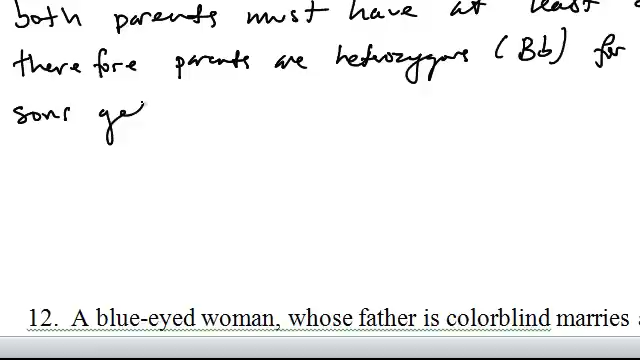 both parents must have at least
therefore parents are heterozygous (Bb) for
sons ge
12. A blue-eyed woman, whose father is colorblind marries